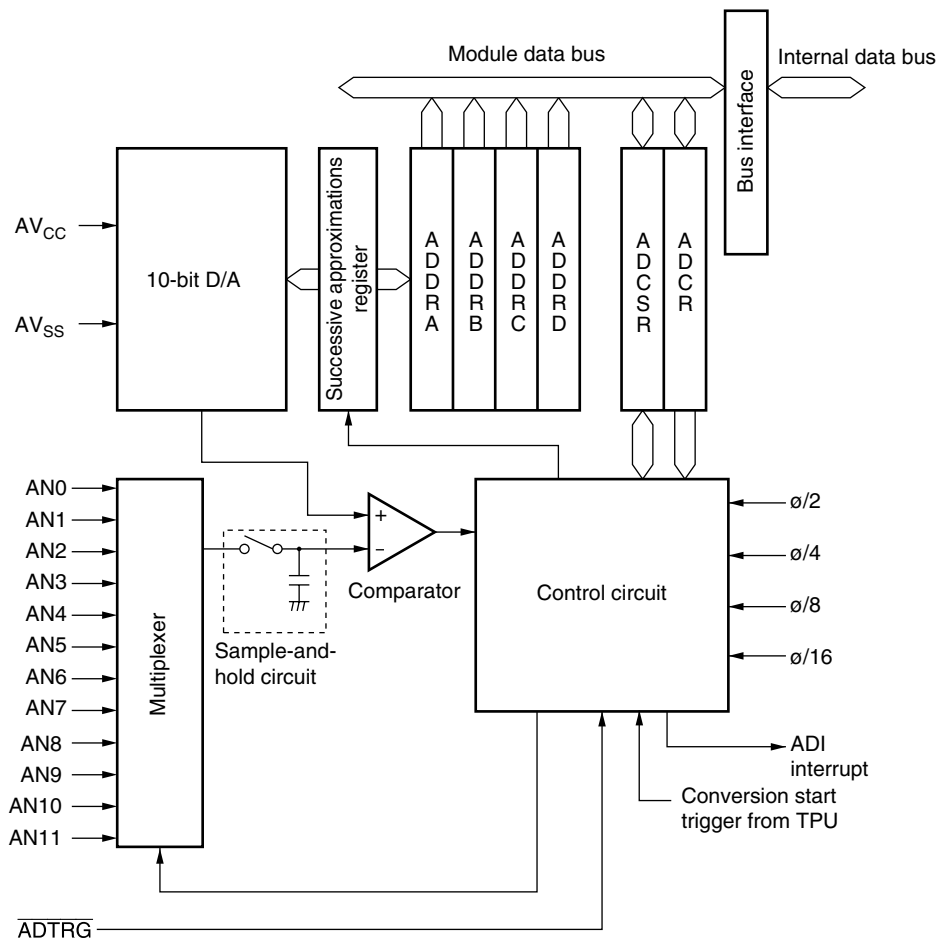 Module data bus
Internal data bus
Bus interface
AVCC
AVSS
10-bit D/A
Successive approximations
register
ADDRA
ADDRB
ADDRC
ADDRD
ADCSR
ADCR
AN0
AN1
AN2
AN3
AN4
AN5
AN6
AN7
AN8
AN9
AN10
AN11
Multiplexer
Sample-and-
hold circuit
+
−
Comparator
Control circuit
ø/2
ø/4
ø/8
ø/16
ADI
interrupt
Conversion start
trigger from TPU
ADTRG